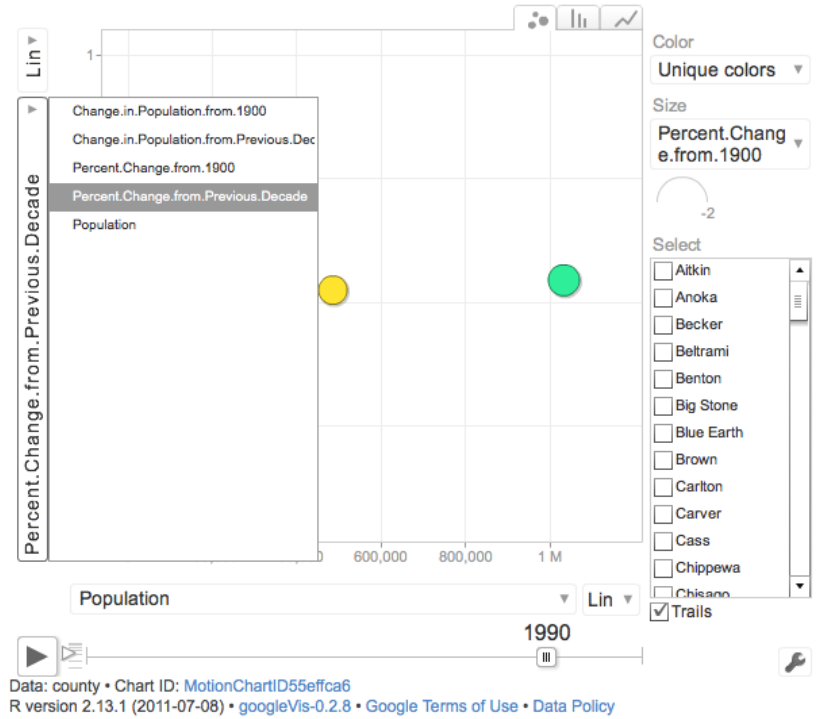 Color
Unique colors
Size
Percent.Chang
e.from.1900
-2
Select
Aitkin
Anoka
Becker
Beltrami
Benton
Big Stone
Blue Earth
Brown
Carlton
Carver
Cass
Chippewa
Chisago
Trails
Lin
1
Percent.Change.from.Previous.Decade
Change.in.Population.from.1900
Change.in.Population.from.Previous.Dec
Percent.Change.from.1900
Percent.Change.from.Previous.Decade
Population
0 600,000 800,000 1 M
Population Lin
1990
Data: county • Chart ID: MotionChartID55effca6
R version 2.13.1 (2011-07-08) • googleVis-0.2.8 • Google Terms of Use • Data Policy